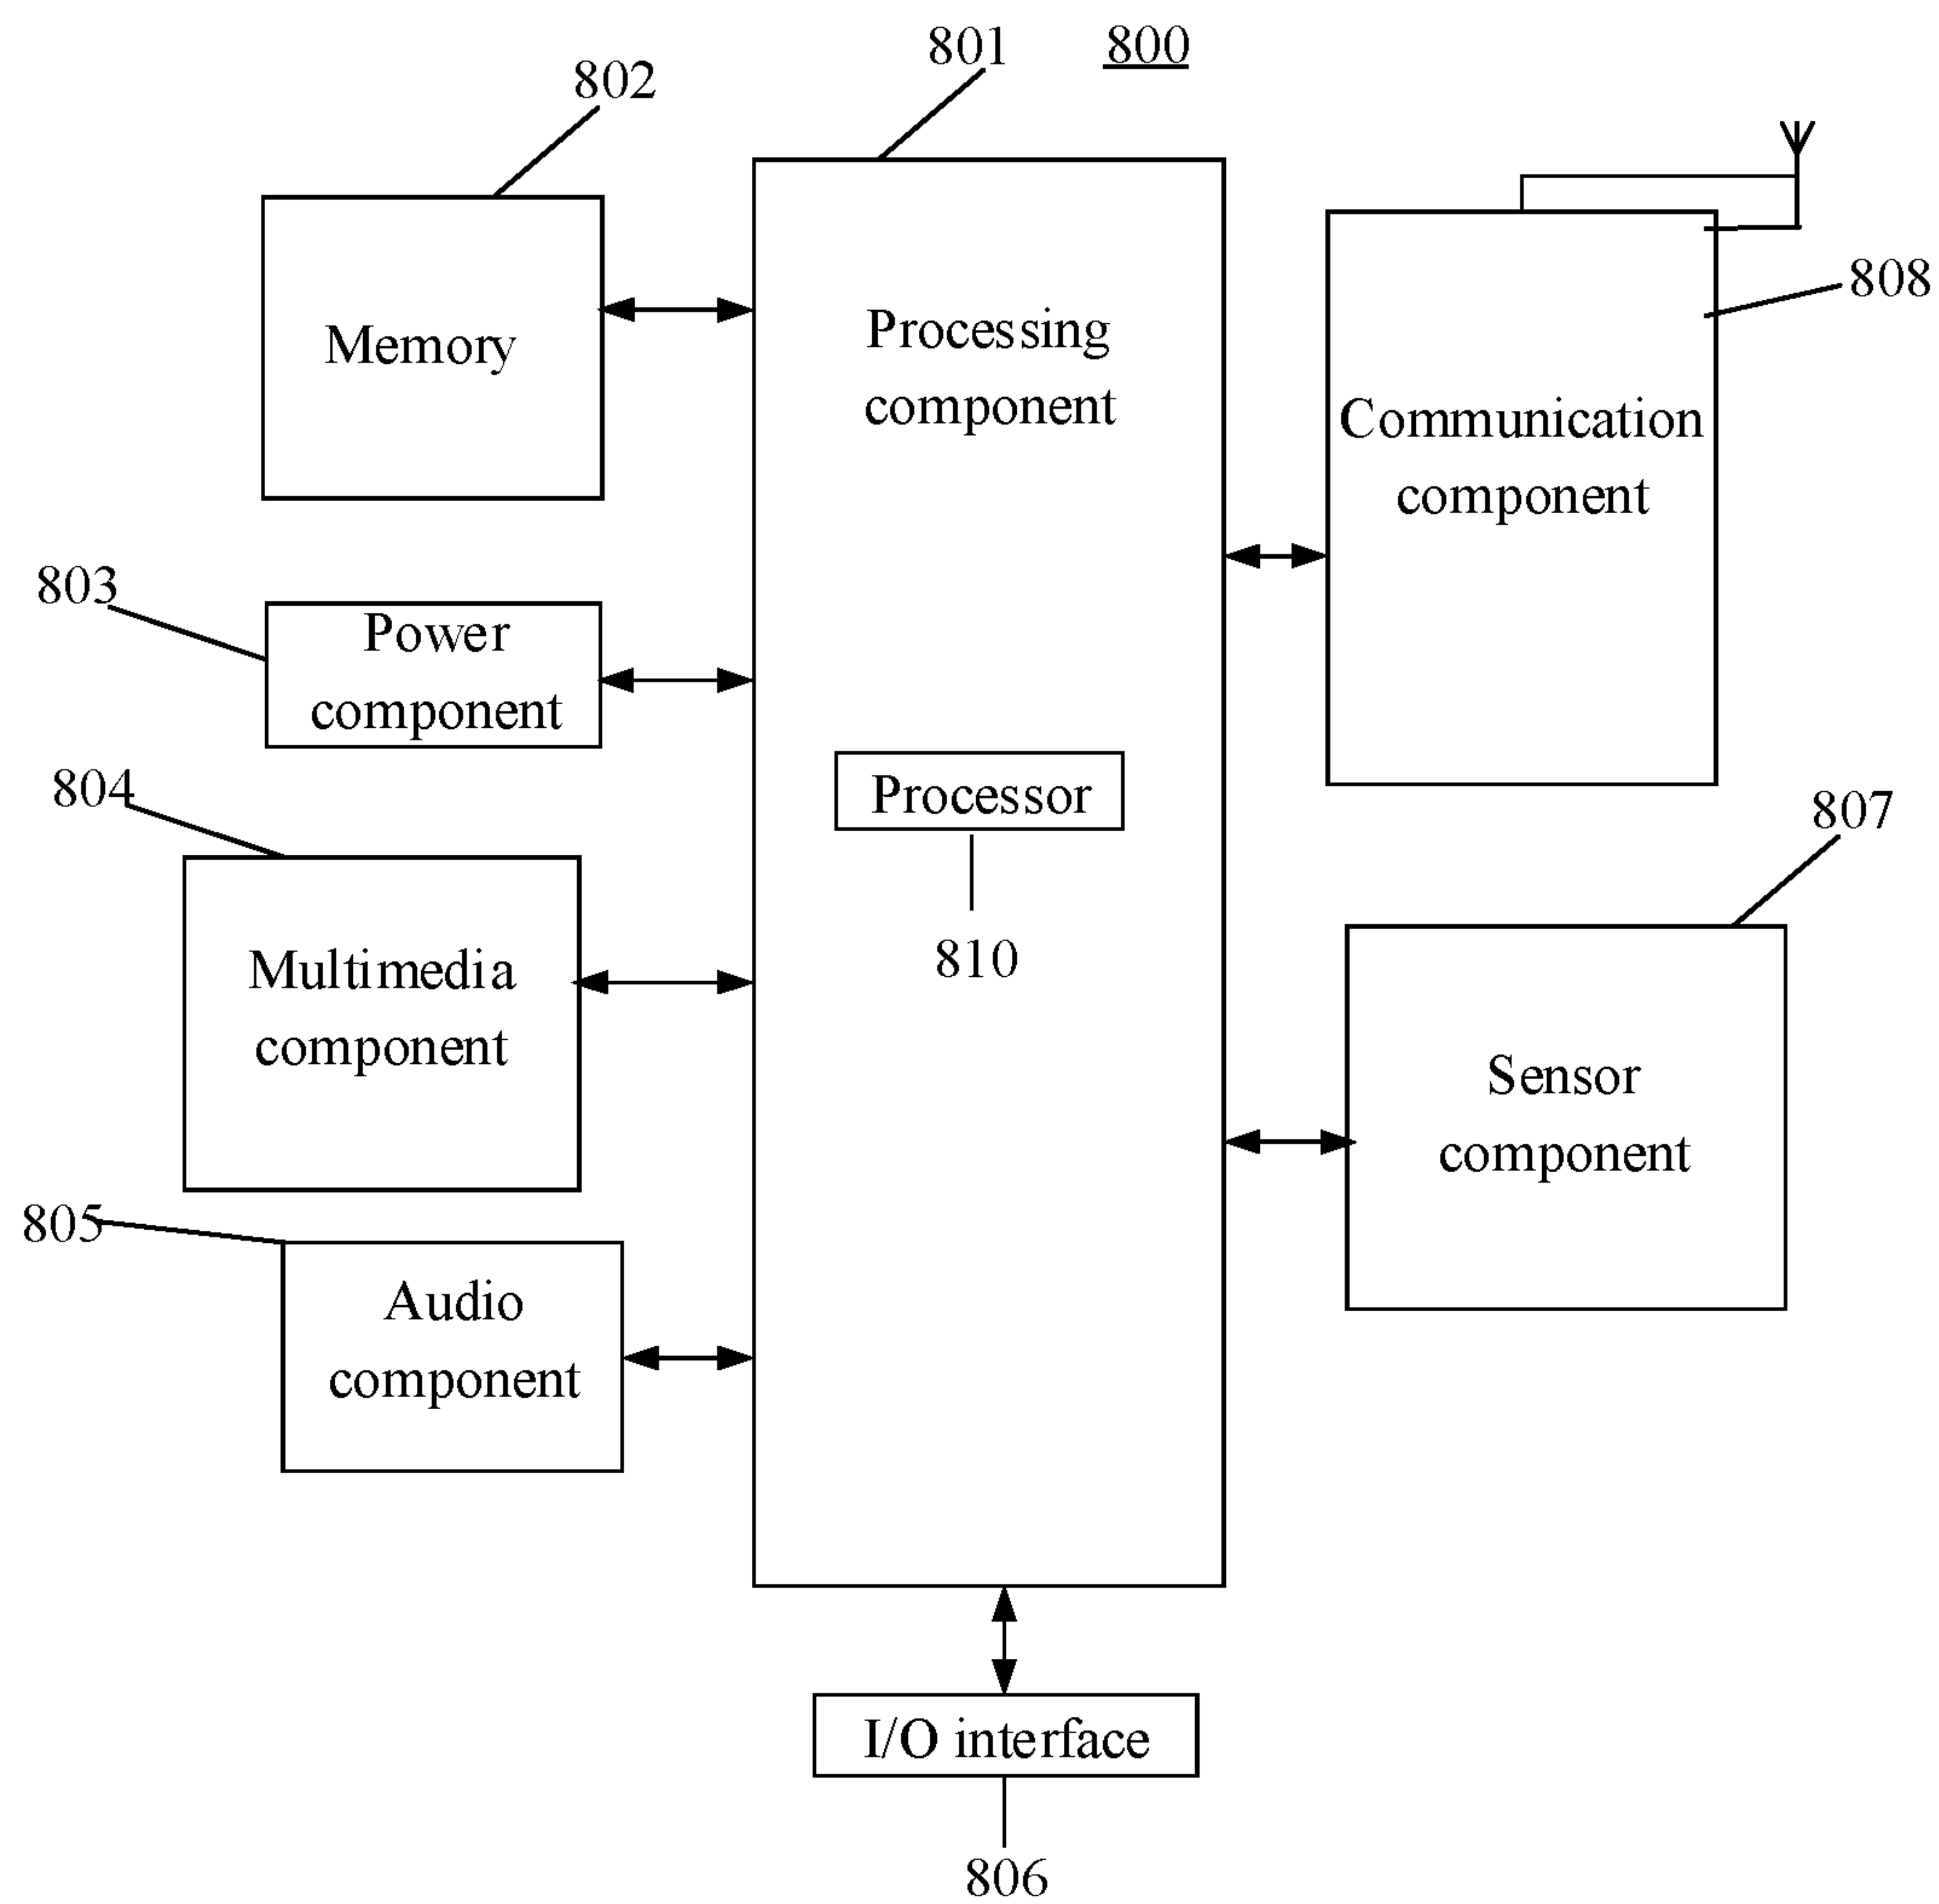 801
800
802
Memory
Processing
component
808
Communication
component
803
Power
component
804
Processor
807
810
Multimedia
component
Sensor
component
805
Audio
component
I/O interface
806